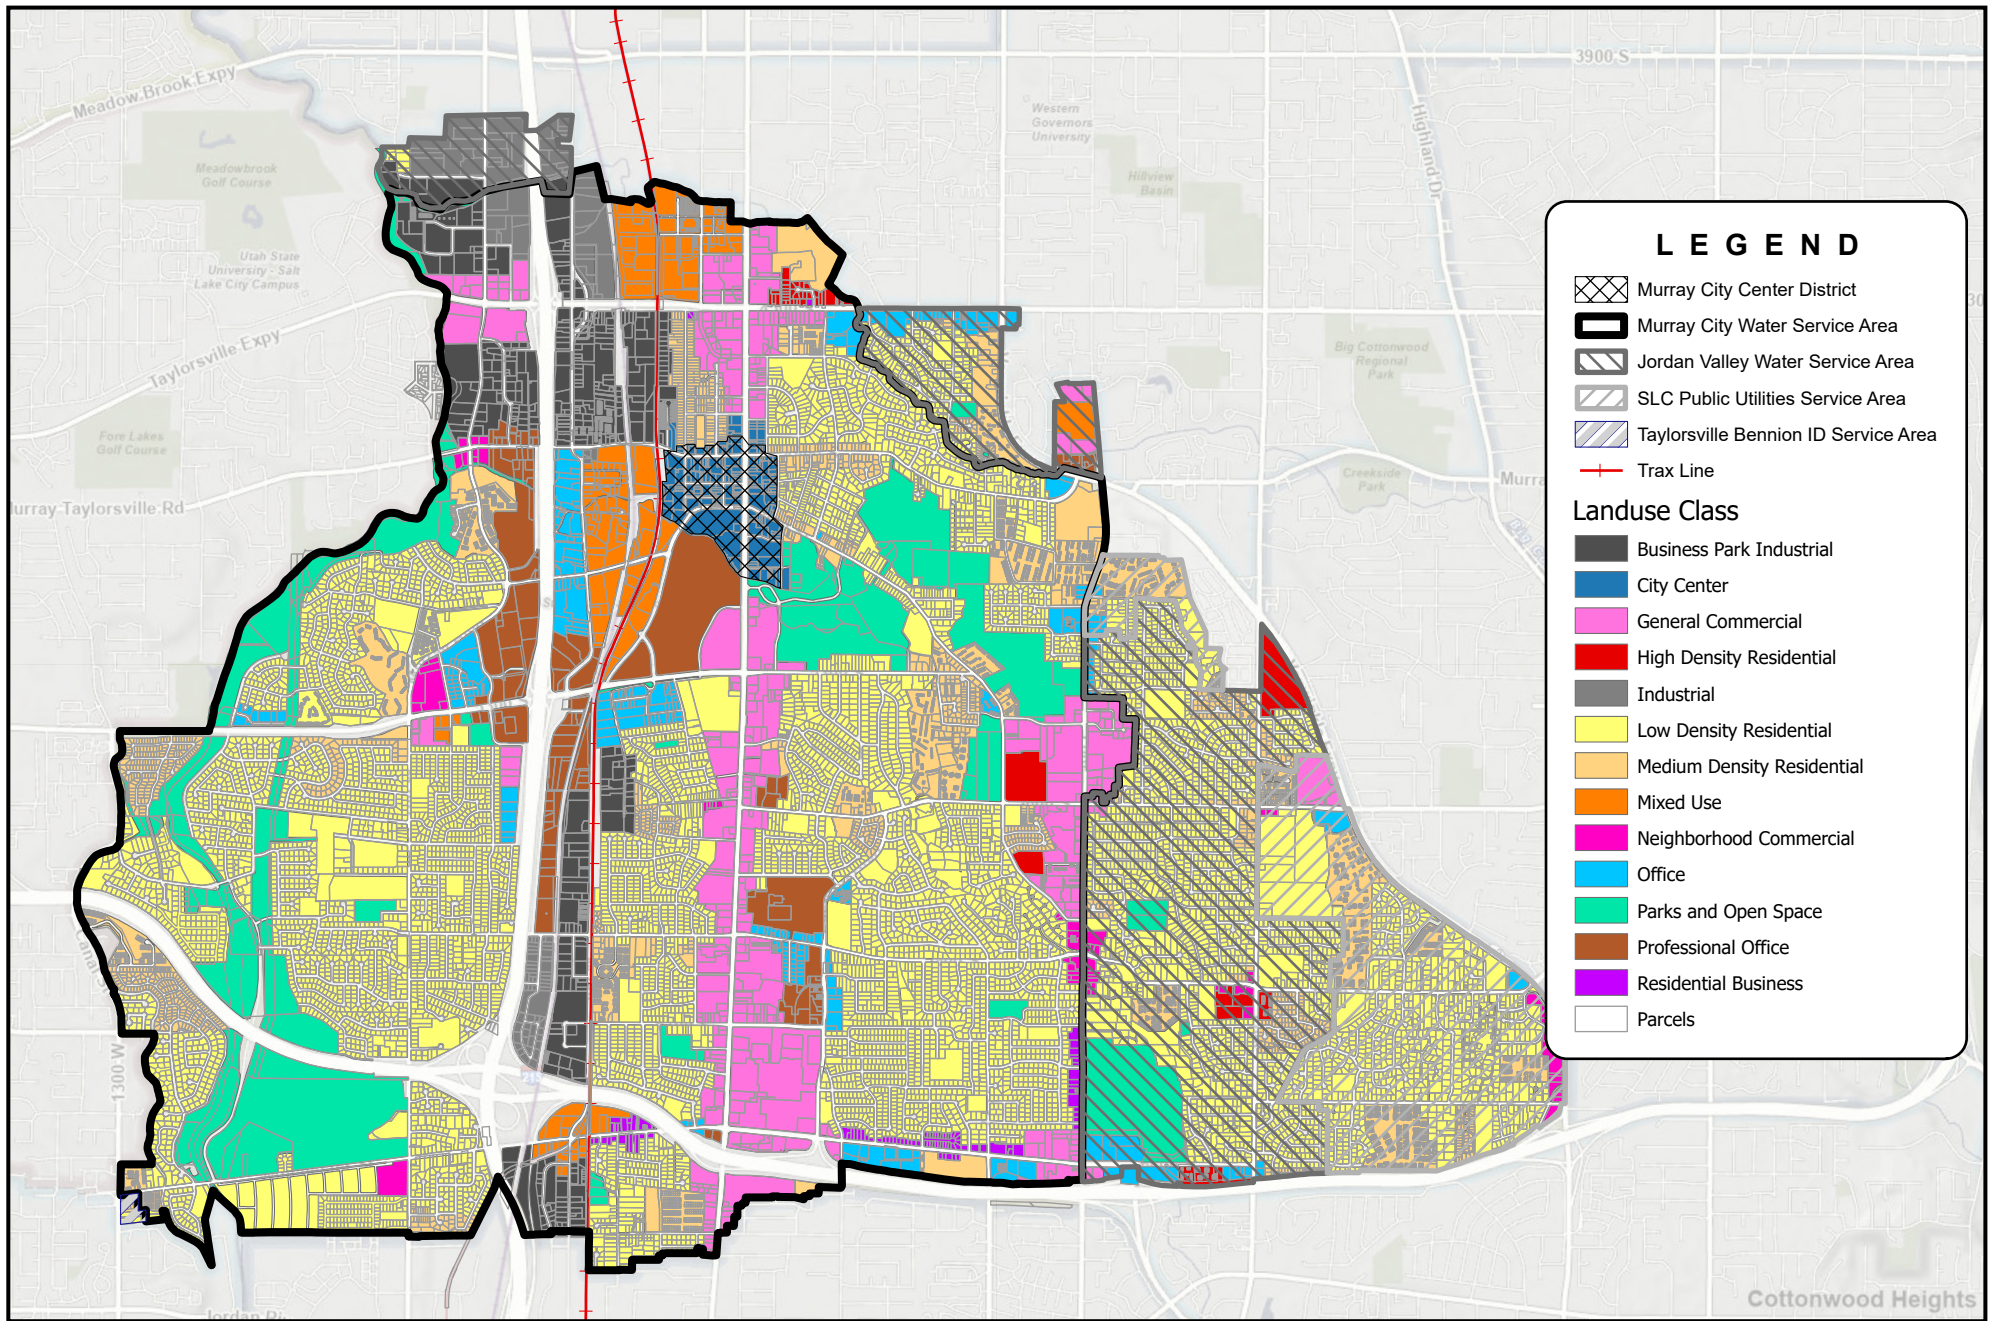 3900 S
Meadow Brook Expy
Western
Governors
University
Highland Dr
Meadowbrook
Golf Course
Hillview
Basin
Utah State
University - Salt
Lake City Campus
Taylorsville Expy
Big Cottonwood
Regional
Park
Fore Lakes
Golf Course
Creekside
Park
Murra
urray Taylorsville Rd
1300 W
215
Cottonwood Heights
LEGEND
Murray City Center District
Murray City Water Service Area
Jordan Valley Water Service Area
SLC Public Utilities Service Area
Taylorsville Bennion ID Service Area
Trax Line
Landuse Class
Business Park Industrial
City Center
General Commercial
High Density Residential
Industrial
Low Density Residential
Medium Density Residential
Mixed Use
Neighborhood Commercial
Office
Parks and Open Space
Professional Office
Residential Business
Parcels